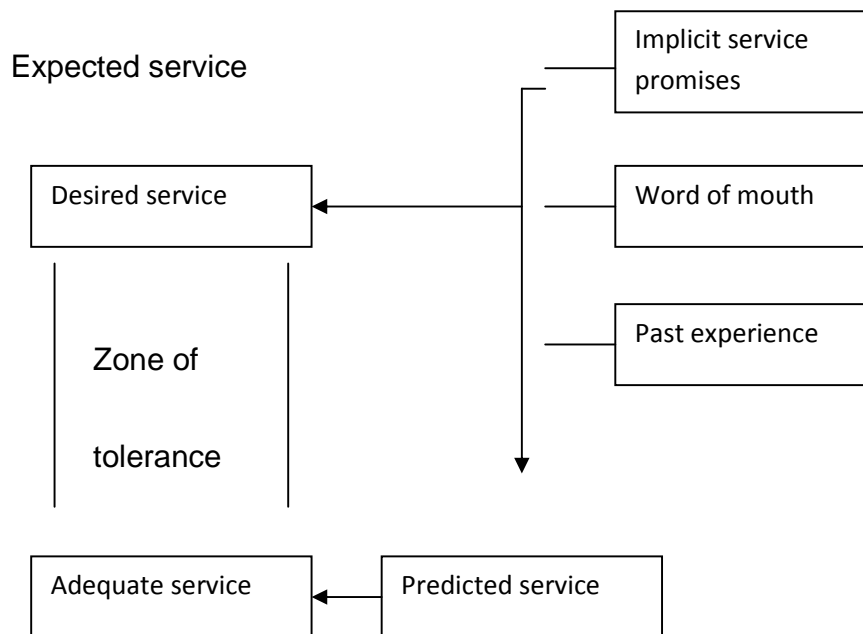 Expected service
Implicit service
promises
Desired service
Word of mouth
Zone of
tolerance
Past experience
Adequate service
Predicted service